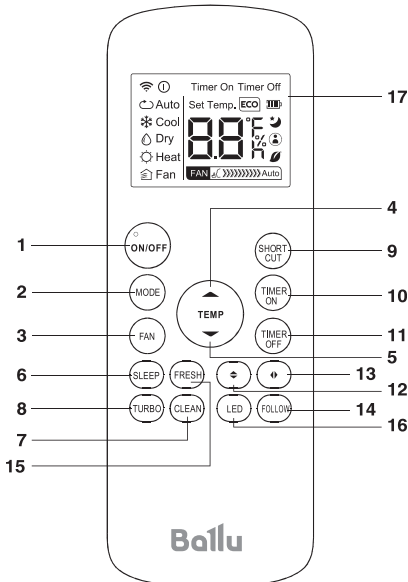 Timer On Timer Off
Auto Set Temp. ECO
Cool
Dry
Heat
Fan
88 °F % h
FAN Auto
17
4
1 ON/OFF
SHORT CUT 9
2 MODE
TEMP
TIMER ON 10
3 FAN
TIMER OFF 11
5
6 SLEEP FRESH
13
12
8 TURBO CLEAN LED FOLLOW 14
7
16
15
Ballu